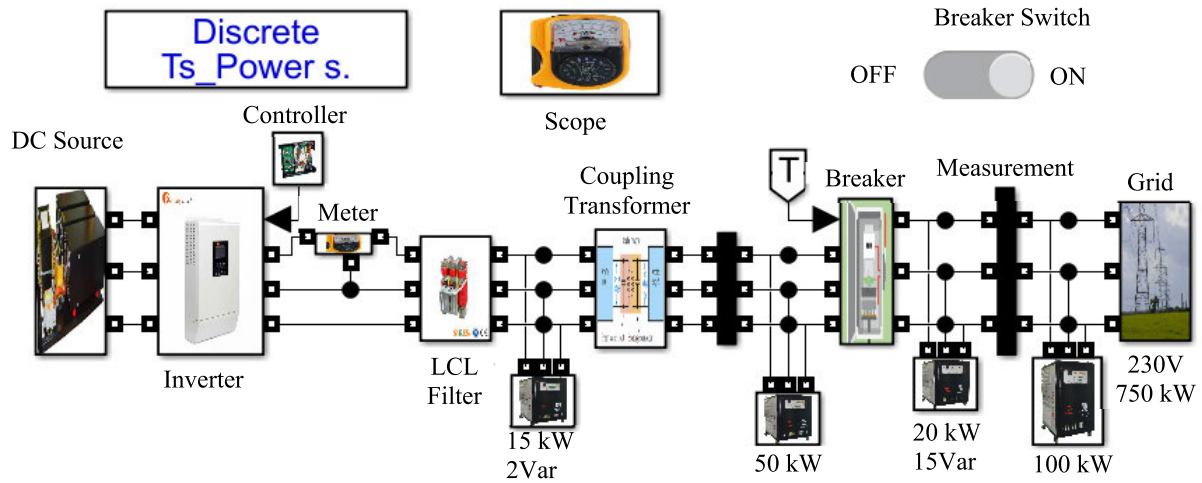 Discrete
Ts_Power s.
Scope
Breaker Switch
OFF
ON
DC Source
Controller
Inverter
Meter
LCL
Filter
Coupling
Transformer
T
Breaker
Measurement
Grid
230V
750 kW
15 kW
2Var
50 kW
20 kW
15Var
100 kW